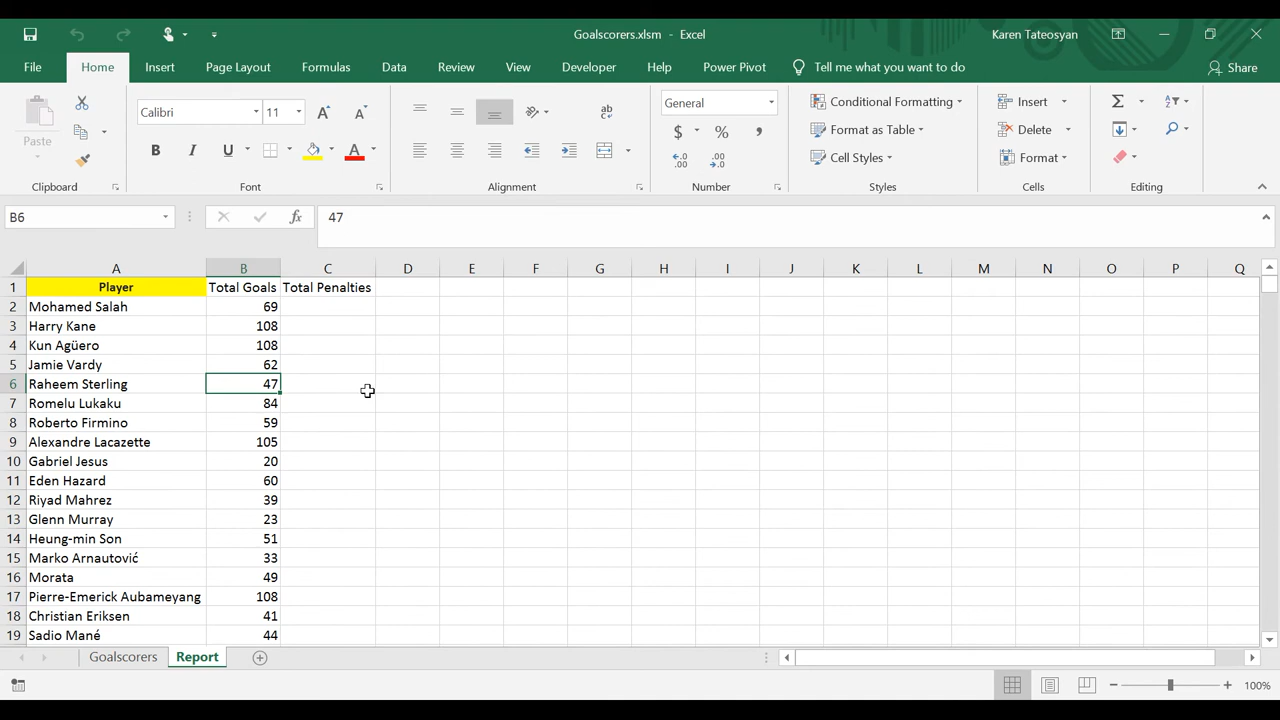 Goalscorers.xlsm - Excel
Karen Tateosyan
File Home Insert Page Layout Formulas Data Review View Developer Help Power Pivot Tell me what you want to do Share
Paste
Calibri 11
General
Conditional Formatting
Format as Table
Cell Styles
Insert
Delete
Format
B I U A
$ % ,
Clipboard Font Alignment Number Styles Cells Editing
B6 fx 47
A B C D E F G H I J K L M N O P Q
1 Player Total Goals Total Penalties
2 Mohamed Salah 69
3 Harry Kane 108
4 Kun Agüero 108
5 Jamie Vardy 62
6 Raheem Sterling 47
7 Romelu Lukaku 84
8 Roberto Firmino 59
9 Alexandre Lacazette 105
10 Gabriel Jesus 20
11 Eden Hazard 60
12 Riyad Mahrez 39
13 Glenn Murray 23
14 Heung-min Son 51
15 Marko Arnautović 33
16 Morata 49
17 Pierre-Emerick Aubameyang 108
18 Christian Eriksen 41
19 Sadio Mané 44
Goalscorers Report
100%